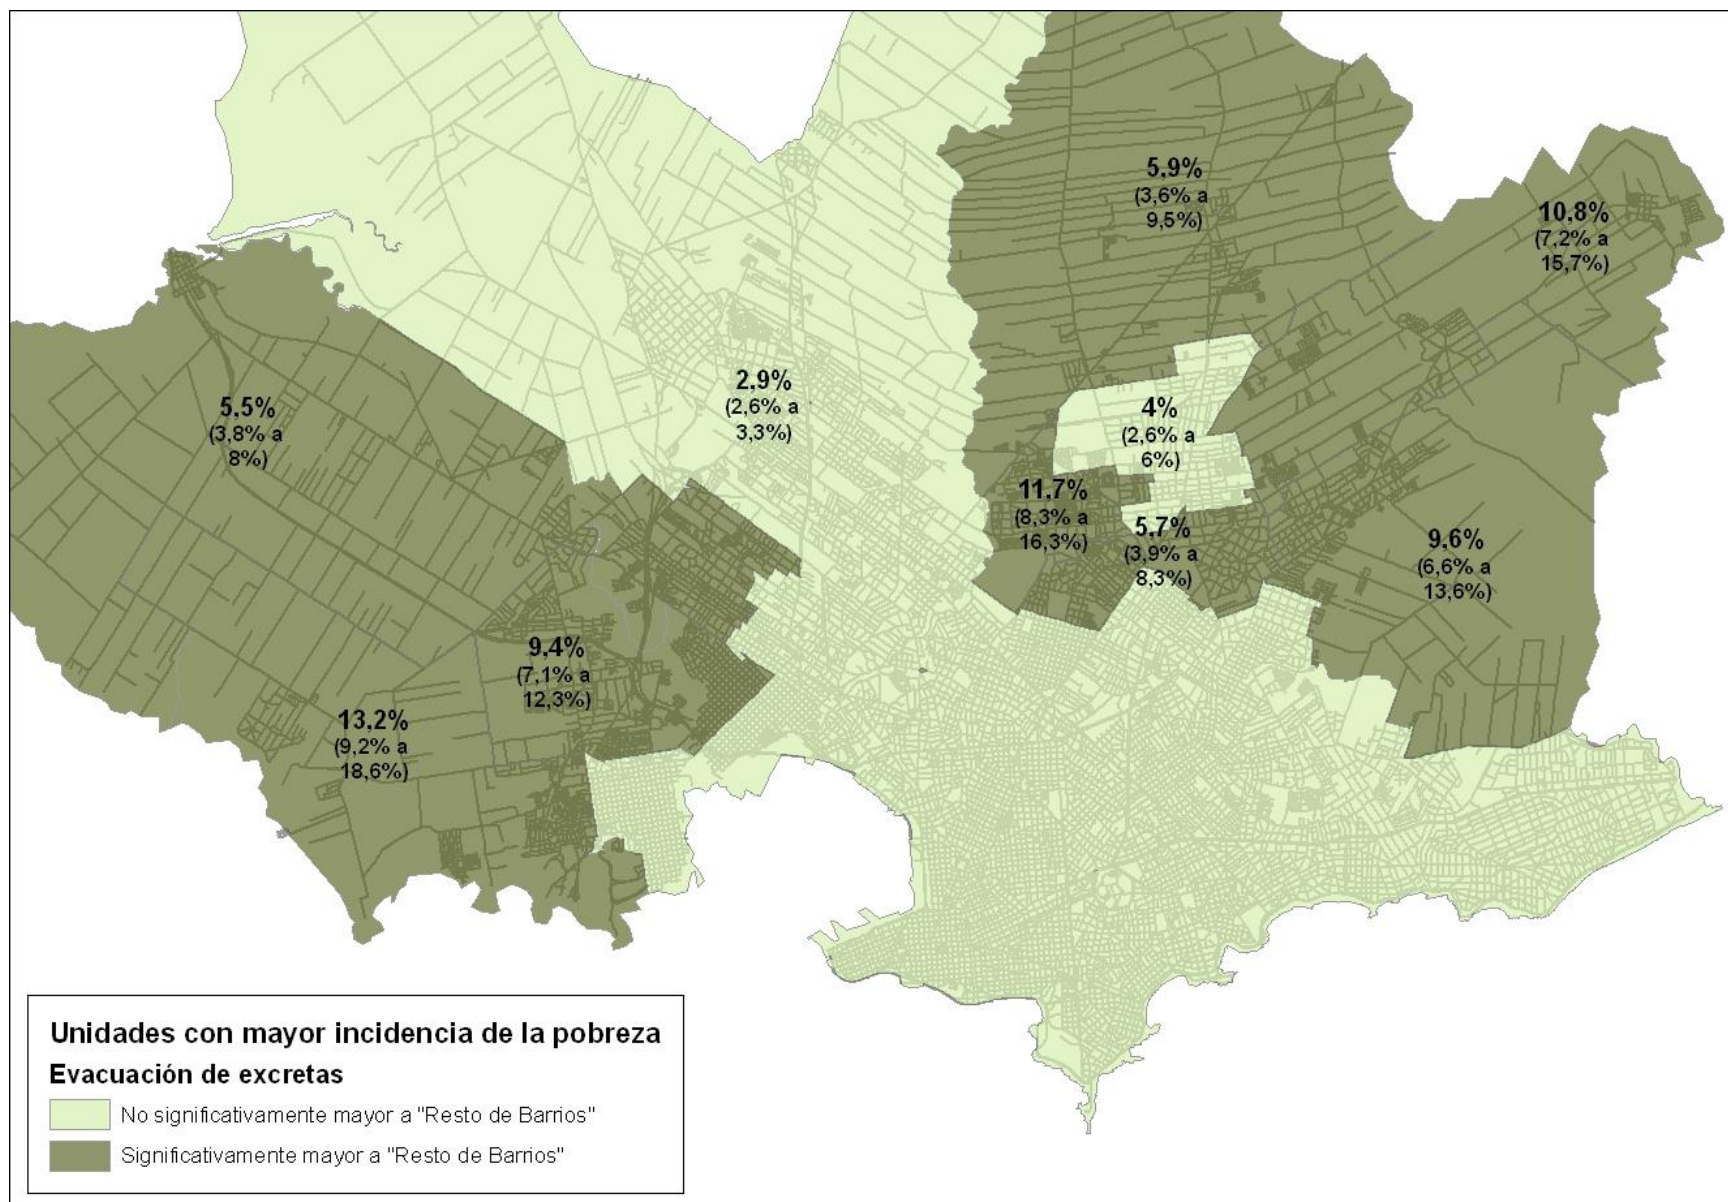 5,9%
(3,6% a
9,5%)
10,8%
(7,2% a
15,7%)
2,9%
(2,6% a
3,3%)
5,5%
(3,8% a
8%)
4%
(2,6% a
6%)
11,7%
(8,3% a
16,3%)
5,7%
(3,9% a
8,3%)
9,6%
(6,6% a
13,6%)
9,4%
(7,1% a
12,3%)
13,2%
(9,2% a
18,6%)
Unidades con mayor incidencia de la pobreza
Evacuación de excretas
No significativamente mayor a "Resto de Barrios"
Significativamente mayor a "Resto de Barrios"